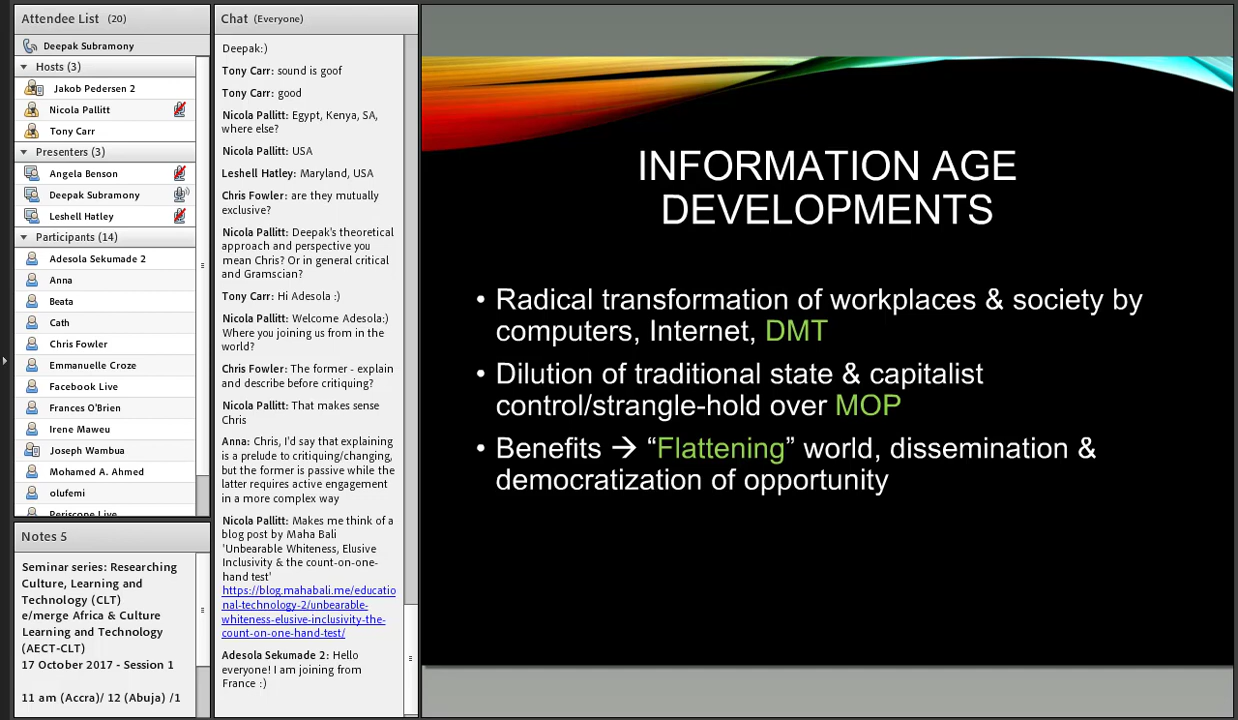 Attendee List (20)
Deepak Subramony
Hosts (3)
Jakob Pedersen 2
Nicola Pallitt
Tony Carr
Presenters (3)
Angela Benson
Deepak Subramony
Leshell Hatley
Participants (14)
Adesola Sekumade 2
Anna
Beata
Cath
Chris Fowler
Emmanuelle Croze
Facebook Live
Frances O'Brien
Irene Maweu
Joseph Wambua
Mohamed A. Ahmed
olufemi
Periscope Live
Notes 5
Seminar series: Researching
Culture, Learning and
Technology (CLT)
e/merge Africa & Culture
Learning and Technology
(AECT-CLT)
17 October 2017 - Session 1
11 am (Accra)/ 12 (Abuja) /1
Chat (Everyone)
Deepak:)
Tony Carr: sound is goof
Tony Carr: good
Nicola Pallitt: Egypt, Kenya, SA,
where else?
Nicola Pallitt: USA
Leshell Hatley: Maryland, USA
Chris Fowler: are they mutually
exclusive?
Nicola Pallitt: Deepak's theoretical
approach and perspective you
mean Chris? Or in general critical
and Gramscian?
Tony Carr: Hi Adesola :)
Nicola Pallitt: Welcome Adesola:)
Where you joining us from in the
world?
Chris Fowler: The former - explain
and describe before critiquing?
Nicola Pallitt: That makes sense
Chris
Anna: Chris, I'd say that explaining
is a prelude to critiquing/changing,
but the former is passive while the
latter requires active engagement
in a more complex way
Nicola Pallitt: Makes me think of a
blog post by Maha Bali
'Unbearable Whiteness, Elusive
Inclusivity & the count-on-one-
hand test'
https://blog.mahabali.me/educatio
nal-technology-2/unbearable-
whiteness-elusive-inclusivity-the-
count-on-one-hand-test/
Adesola Sekumade 2: Hello
everyone! I am joining from
France :)
INFORMATION AGE
DEVELOPMENTS
• Radical transformation of workplaces & society by
computers, Internet, DMT
• Dilution of traditional state & capitalist
control/strangle-hold over MOP
• Benefits → “Flattening” world, dissemination &
democratization of opportunity